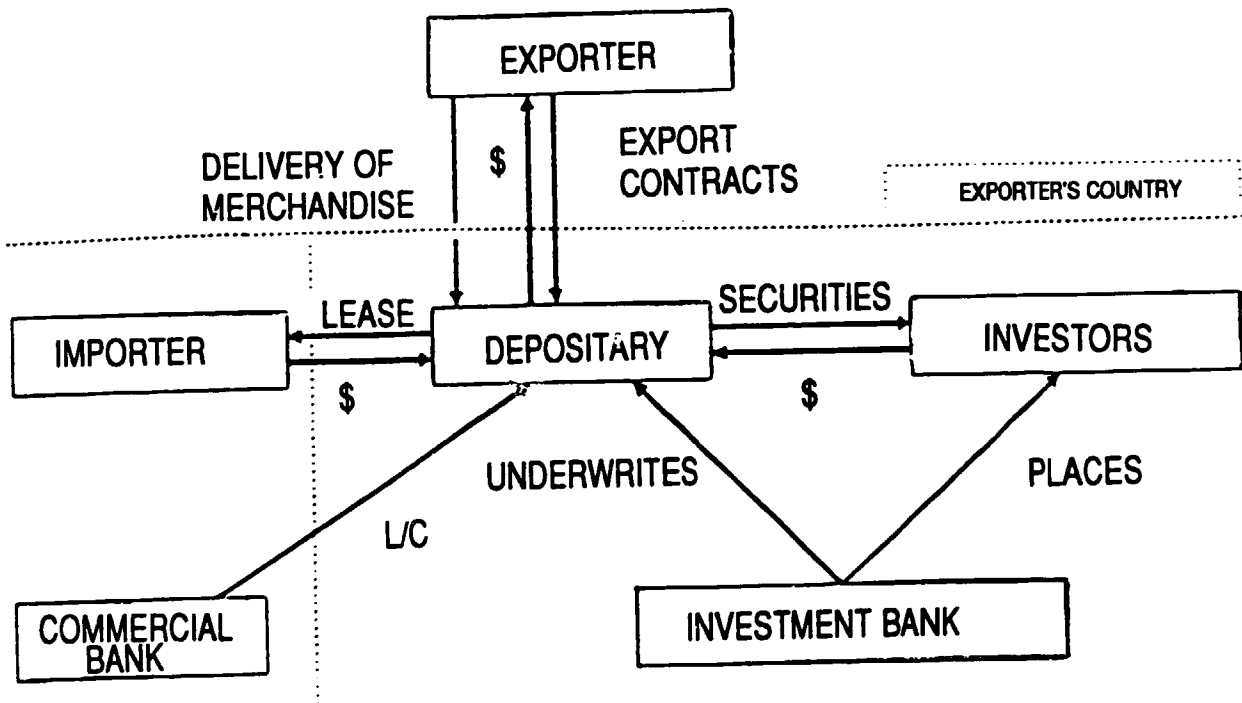 EXPORTER
DELIVERY OF
MERCHANDISE
$
EXPORT
CONTRACTS
EXPORTER'S COUNTRY
IMPORTER
LEASE
$
DEPOSITARY
SECURITIES
$
INVESTORS
UNDERWRITES
PLACES
L/C
COMMERCIAL
BANK
INVESTMENT BANK